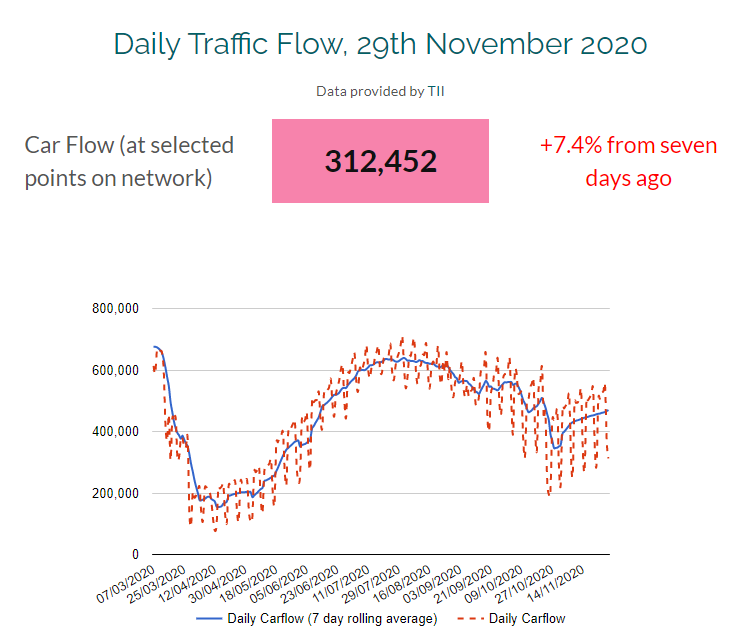 Daily Traffic Flow, 29th November 2020
Data provided by TII
Car Flow (at selected
points on network)
312,452
+7.4% from seven
days ago
800,000
600,000
400,000
200,000
0
07/03/2020
25/03/2020
12/04/2020
30/04/2020
18/05/2020
05/06/2020
23/06/2020
11/07/2020
29/07/2020
16/08/2020
03/09/2020
21/09/2020
09/10/2020
27/10/2020
14/11/2020
Daily Carflow (7 day rolling average)
Daily Carflow